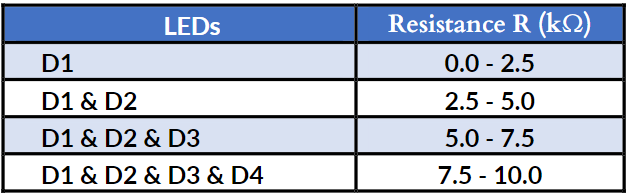 LEDs Resistance R (kΩ)
D1 0.0 - 2.5
D1 & D2 2.5 - 5.0
D1 & D2 & D3 5.0 - 7.5
D1 & D2 & D3 & D4 7.5 - 10.0